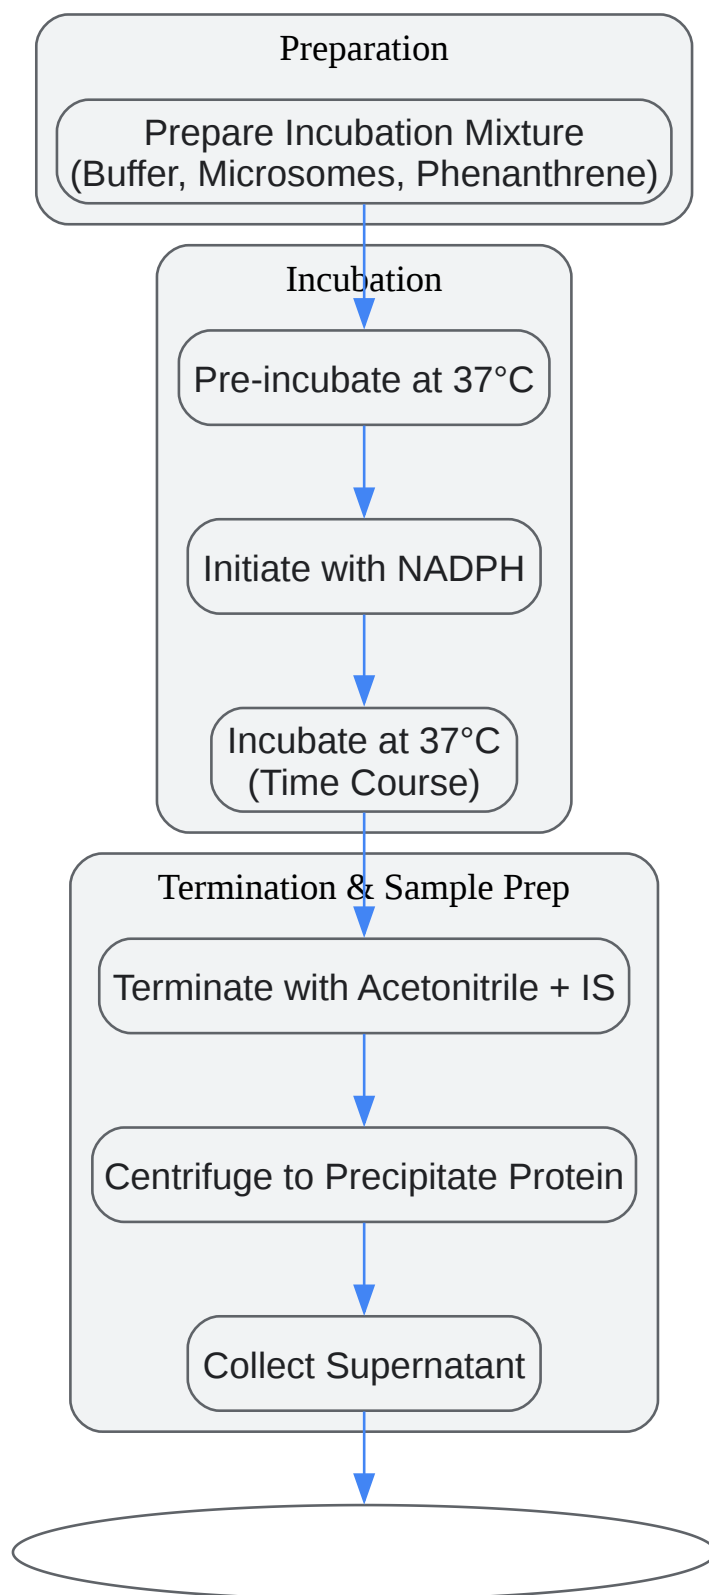 Preparation
Prepare Incubation Mixture
(Buffer, Microsomes, Phenanthrene)
Incubation
Pre-incubate at 37°C
Initiate with NADPH
Incubate at 37°C
(Time Course)
Termination & Sample Prep
Terminate with Acetonitrile + IS
Centrifuge to Precipitate Protein
Collect Supernatant